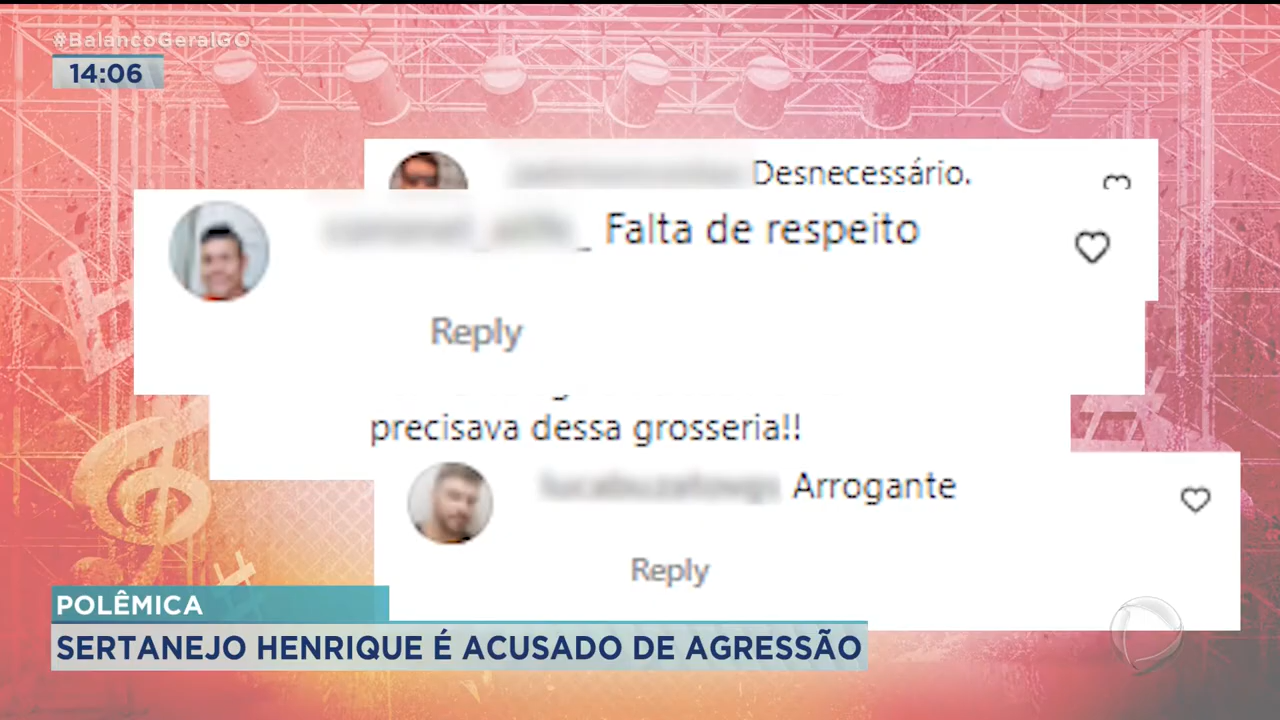 #BalancoGeralGO
14:06
Desnecessário.
_ Falta de respeito
Reply
precisava dessa grosseria!!
Arrogante
Reply
POLÊMICA
SERTANEJO HENRIQUE É ACUSADO DE AGRESSÃO